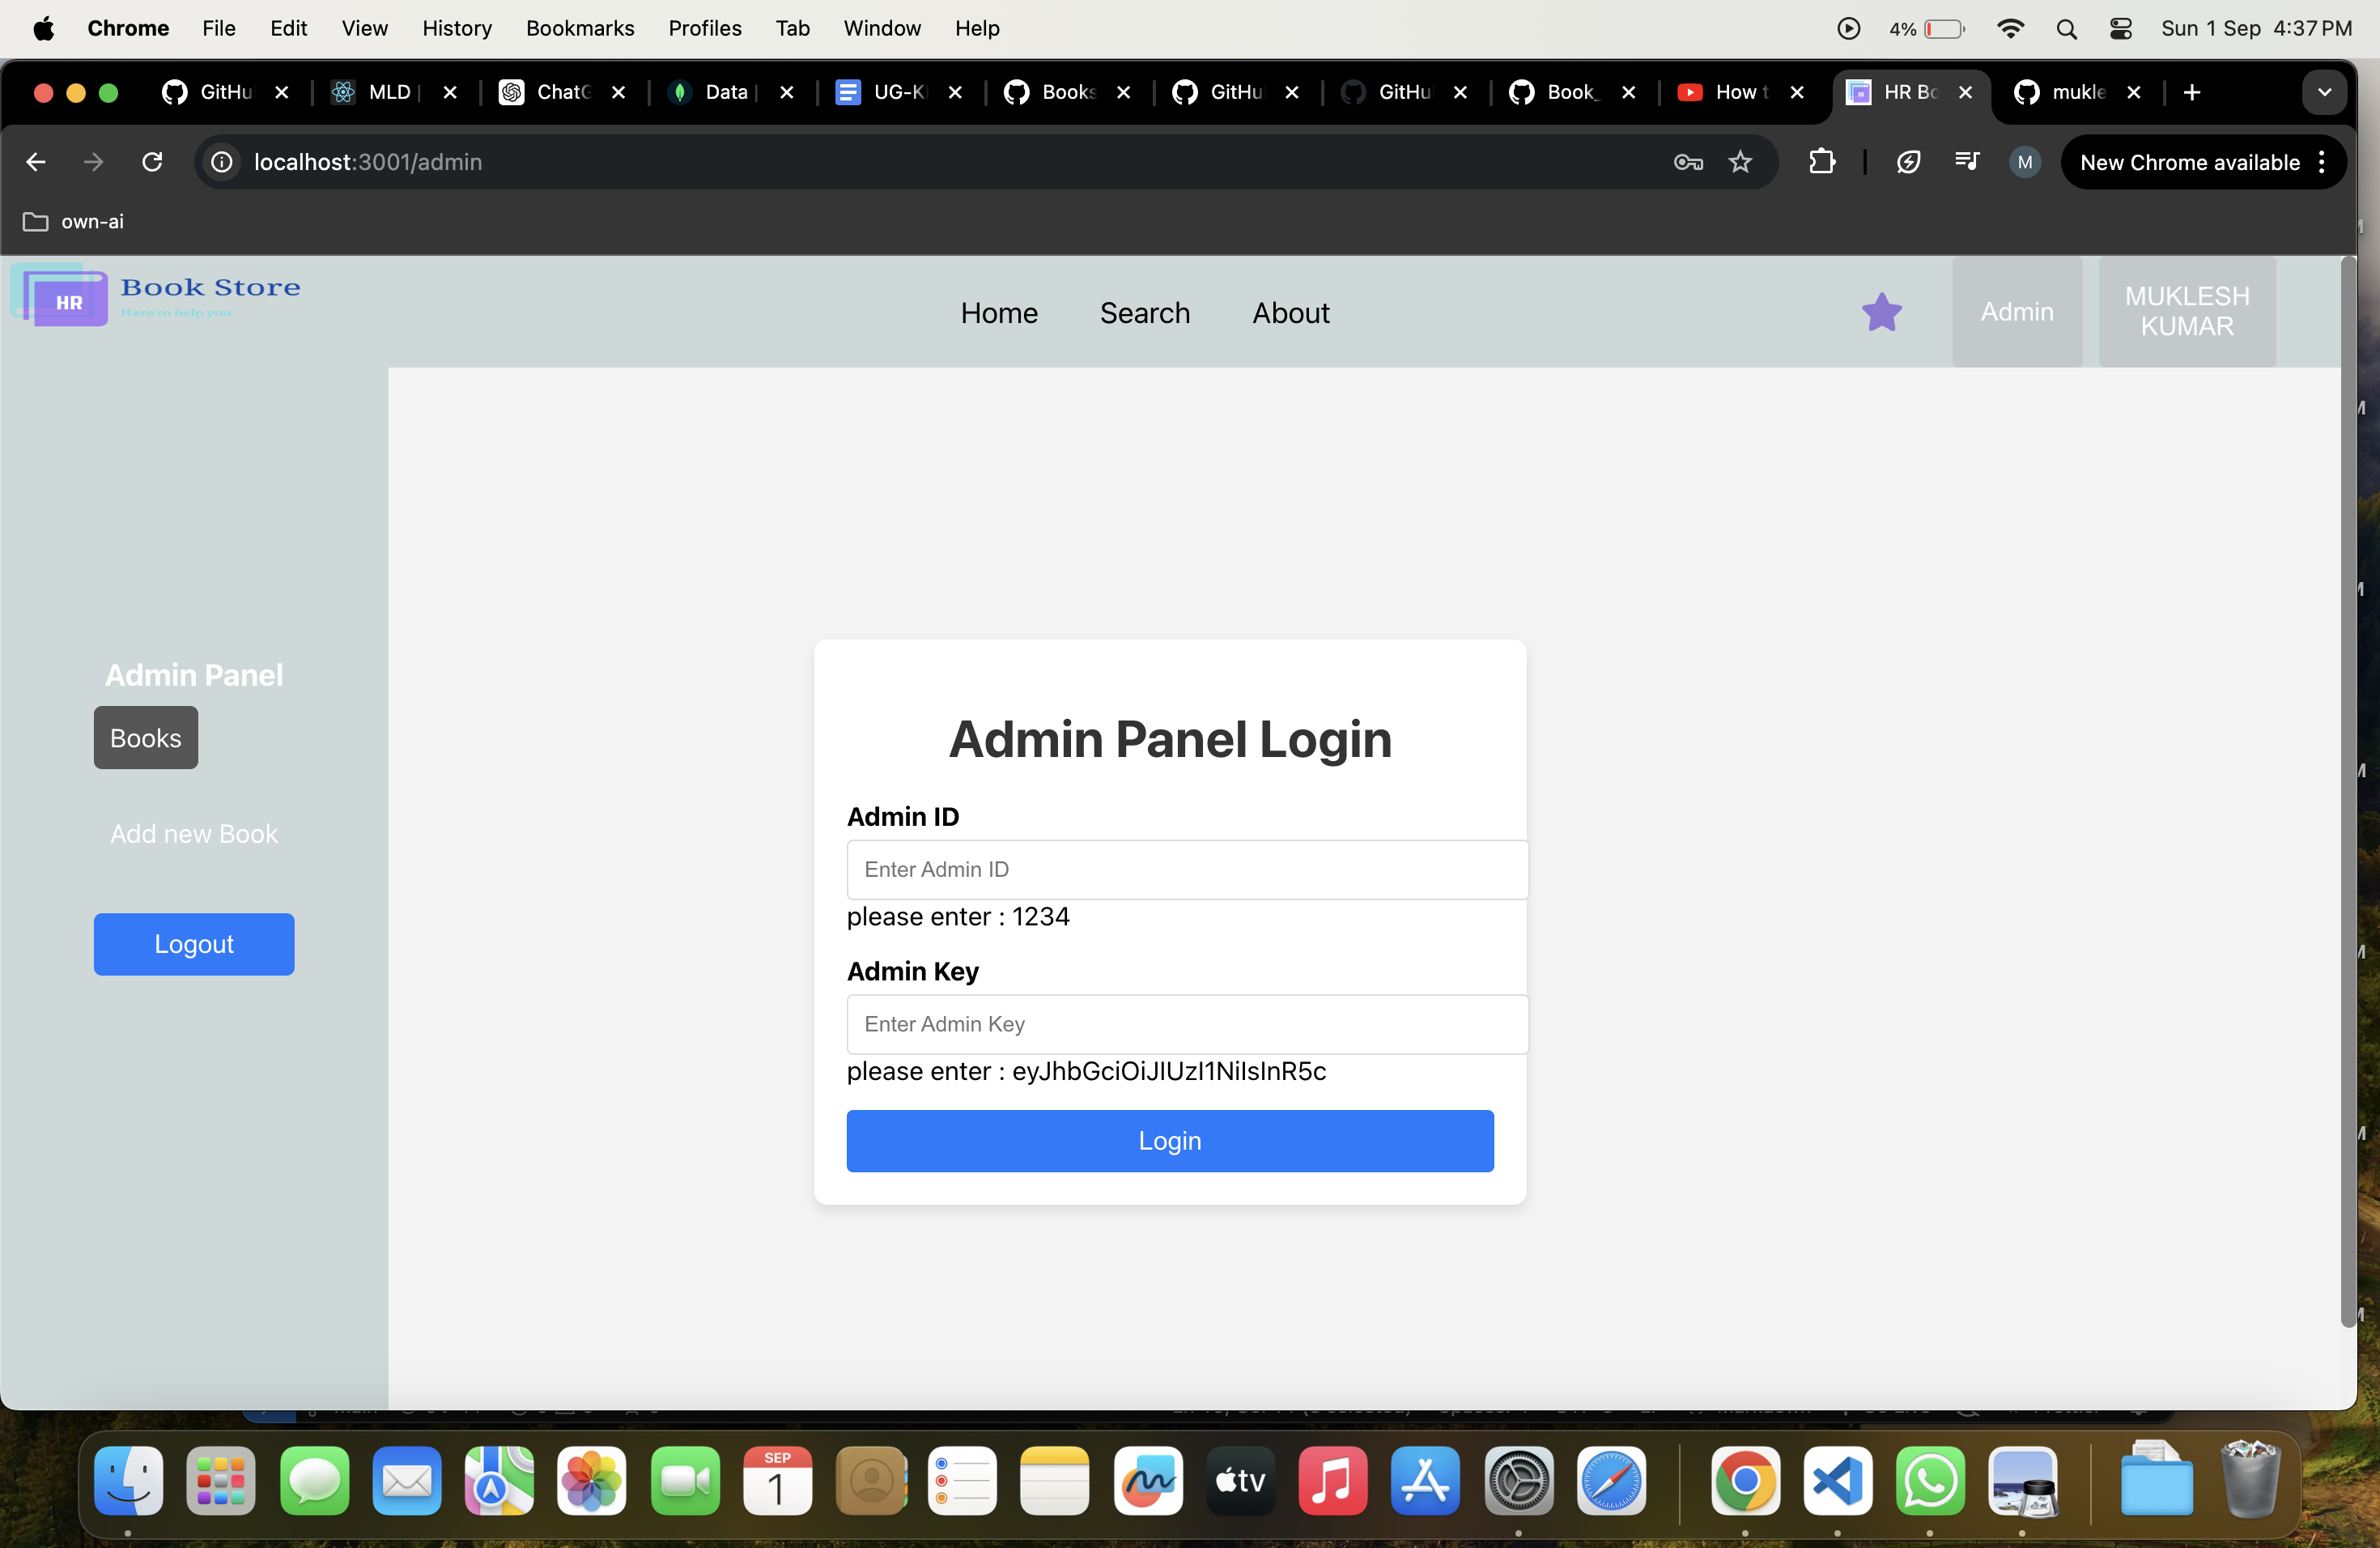 Chrome File Edit View History Bookmarks Profiles Tab Window Help 4% Sun 1 Sep 4:37 PM
GitHu MLD ChatG Data UG-K Books GitHu GitHu Book_ How t HR Bo mukle
localhost:3001/admin M New Chrome available
own-ai
HR Book Store
Here to help you
Home Search About Admin MUKLESH
KUMAR
Admin Panel
Books
Add new Book
Logout
Admin Panel Login
Admin ID
Enter Admin ID
please enter : 1234
Admin Key
Enter Admin Key
please enter : eyJhbGciOiJIUzI1NiIsInR5c
Login
SEP
1
tv